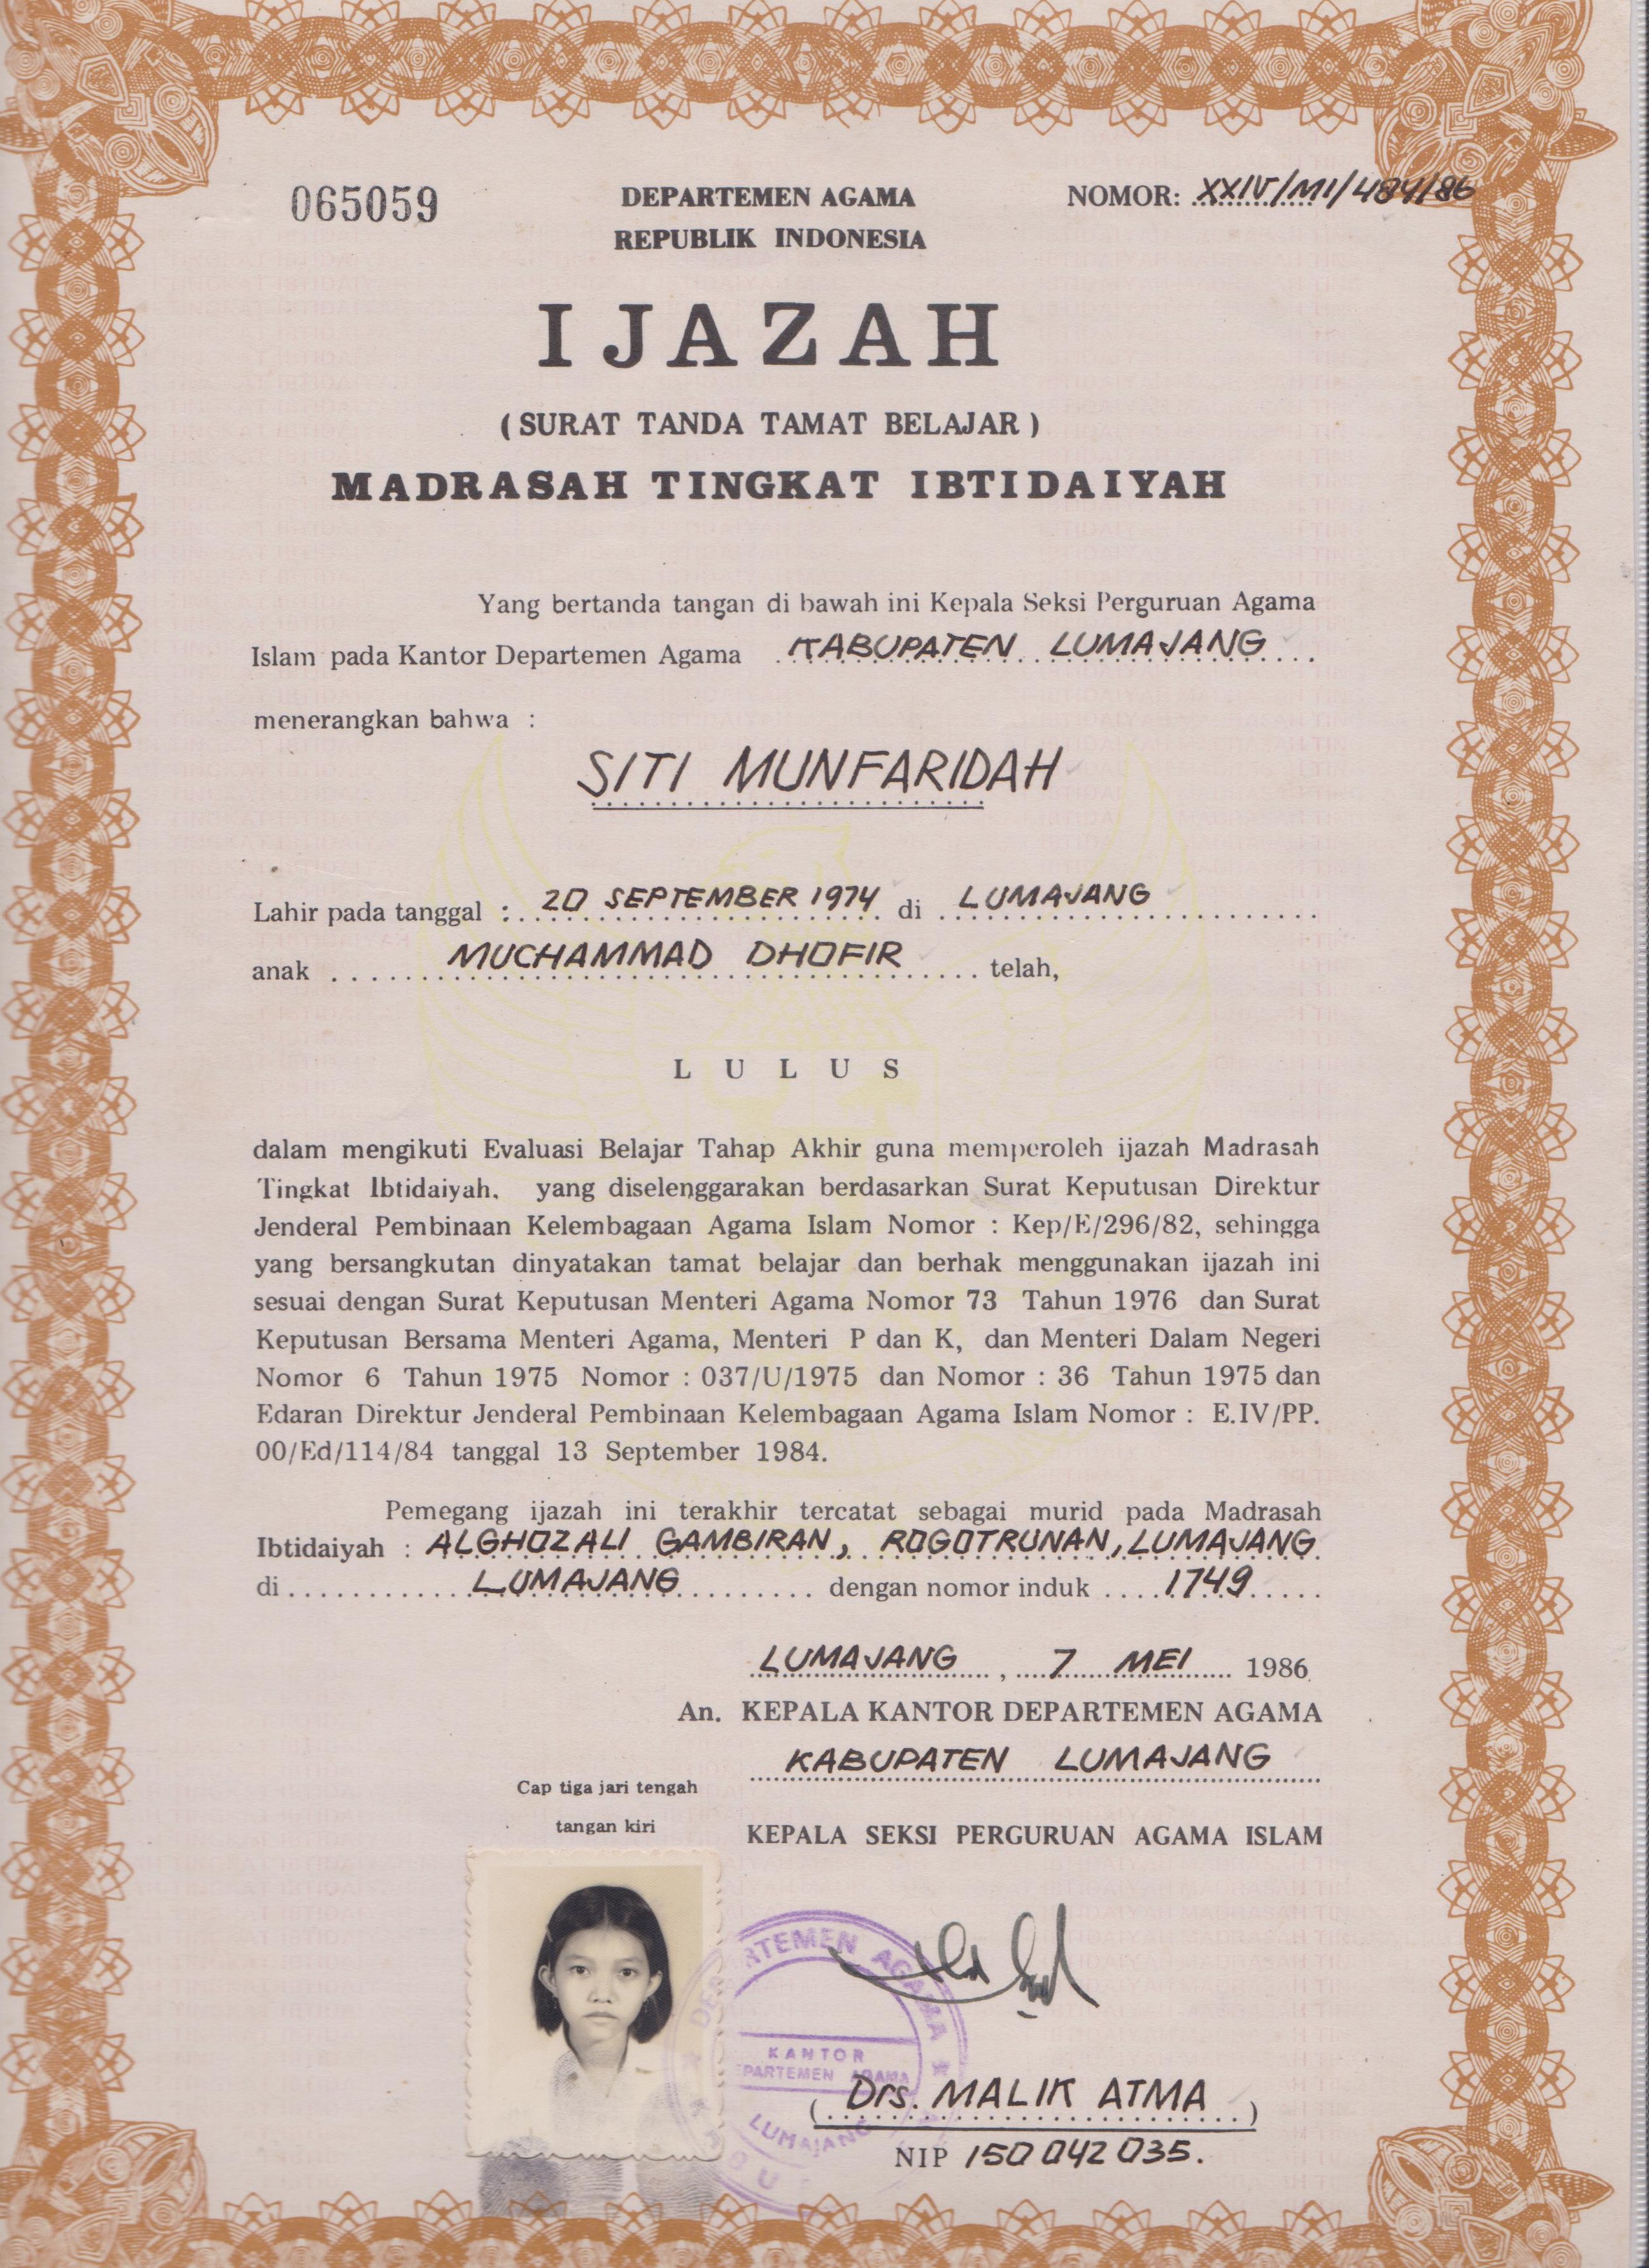 065059
DEPARTEMEN AGAMA
REPUBLIK INDONESIA
NOMOR: XXIV/MI/484/86
IJAZAH
( SURAT TANDA TAMAT BELAJAR )
MADRASAH TINGKAT IBTIDAIYAH
Yang bertanda tangan di bawah ini Kepala Seksi Perguruan Agama
Islam pada Kantor Departemen Agama KABUPATEN LUMAJANG
menerangkan bahwa :
SITI MUNFARIDAH
Lahir pada tanggal : 20 SEPTEMBER 1974 di LUMAJANG
anak MUCHAMMAD DHOFIR telah,
L U L U S
dalam mengikuti Evaluasi Belajar Tahap Akhir guna memperoleh ijazah Madrasah
Tingkat Ibtidaiyah, yang diselenggarakan berdasarkan Surat Keputusan Direktur
Jenderal Pembinaan Kelembagaan Agama Islam Nomor : Kep/E/296/82, sehingga
yang bersangkutan dinyatakan tamat belajar dan berhak menggunakan ijazah ini
sesuai dengan Surat Keputusan Menteri Agama Nomor 73 Tahun 1976 dan Surat
Keputusan Bersama Menteri Agama, Menteri P dan K, dan Menteri Dalam Negeri
Nomor 6 Tahun 1975 Nomor : 037/U/1975 dan Nomor : 36 Tahun 1975 dan
Edaran Direktur Jenderal Pembinaan Kelembagaan Agama Islam Nomor : E.IV/PP.
00/Ed/114/84 tanggal 13 September 1984.
Pemegang ijazah ini terakhir tercatat sebagai murid pada Madrasah
Ibtidaiyah : ALGHOZALI GAMBIRAN, ROGOTRUNAN, LUMAJANG
di LUMAJANG dengan nomor induk 1749
LUMAJANG, 7 MEI 1986
An. KEPALA KANTOR DEPARTEMEN AGAMA
KABUPATEN LUMAJANG
Cap tiga jari tengah
tangan kiri
KEPALA SEKSI PERGURUAN AGAMA ISLAM
AGAMA
KANTOR
LUMAJANG
(Drs. MALIK ATMA)
NIP 150 042 035.